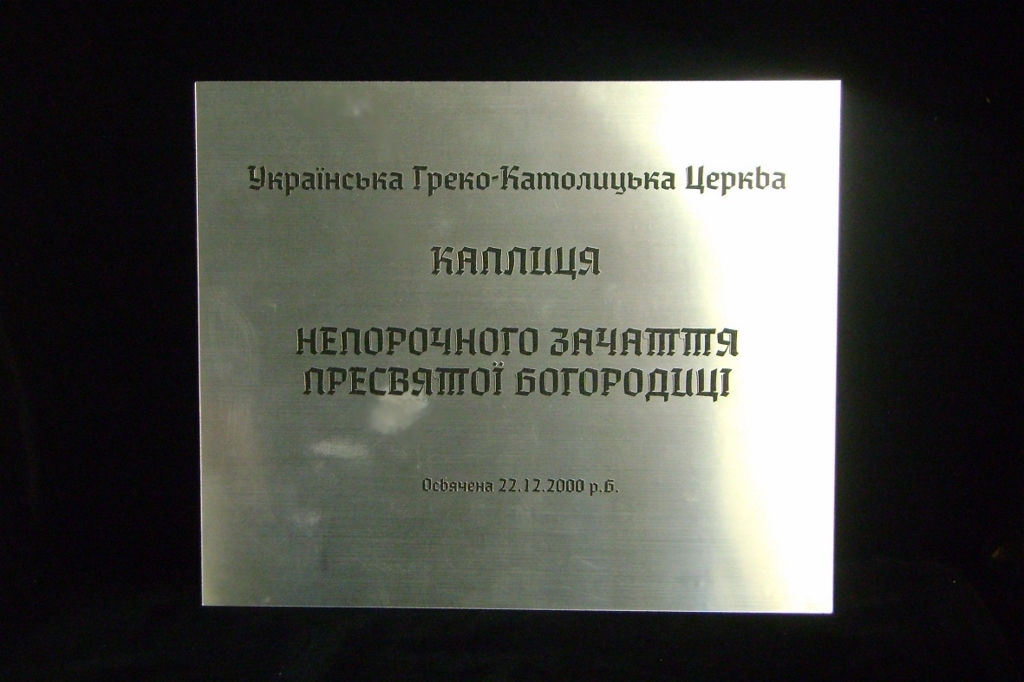 Українська Греко-Католицька Церква
КАПЛИЦЯ
НЕПОРОЧНОГО ЗАЧАТТЯ
ПРЕСВЯТОЇ БОГОРОДИЦІ
Освячена 22.12.2000 р.Б.